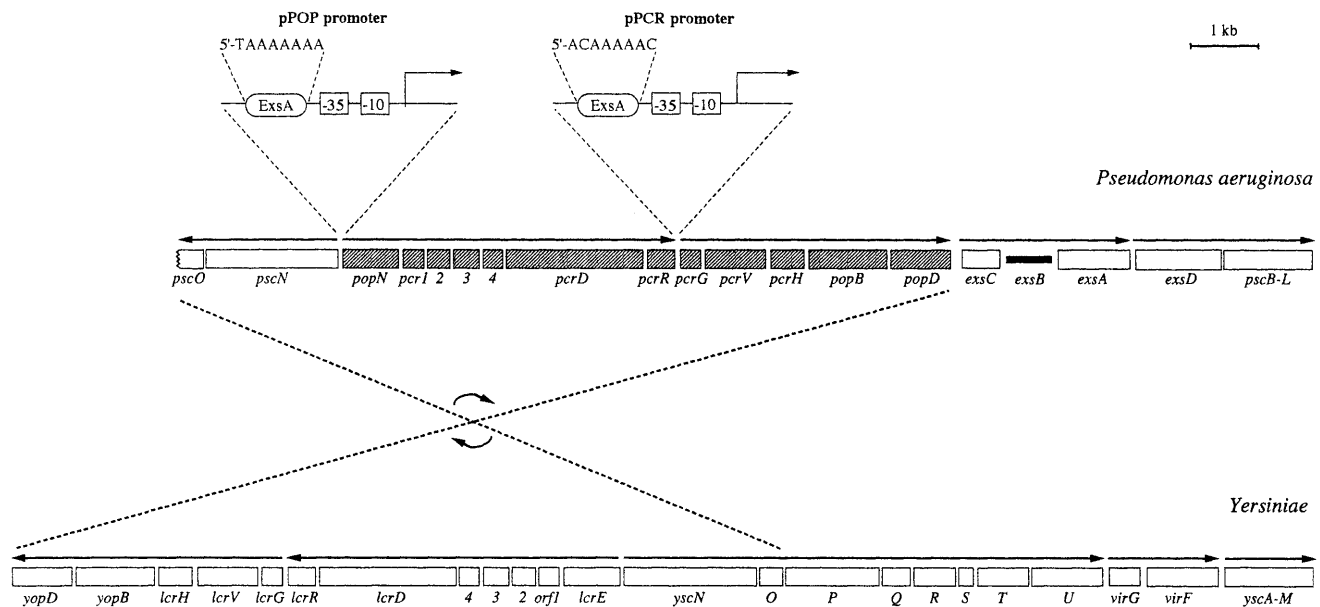 pPOP promoter pPCR promoter 1 kb
5'-TAAAAAAA 5'-ACAAAAAC
ExsA -35 -10 ExsA -35 -10
Pseudomonas aeruginosa
pscO pscN popN pcr1 2 3 4 pcrD pcrR pcrG pcrV pcrH popB popD exsC exsB exsA exsD pscB-L
Yersiniae
yopD yopB lcrH lcrV lcrG lcrR lcrD 4 3 2 orf1 lcrE yscN O P Q R S T U virG virF yscA-M